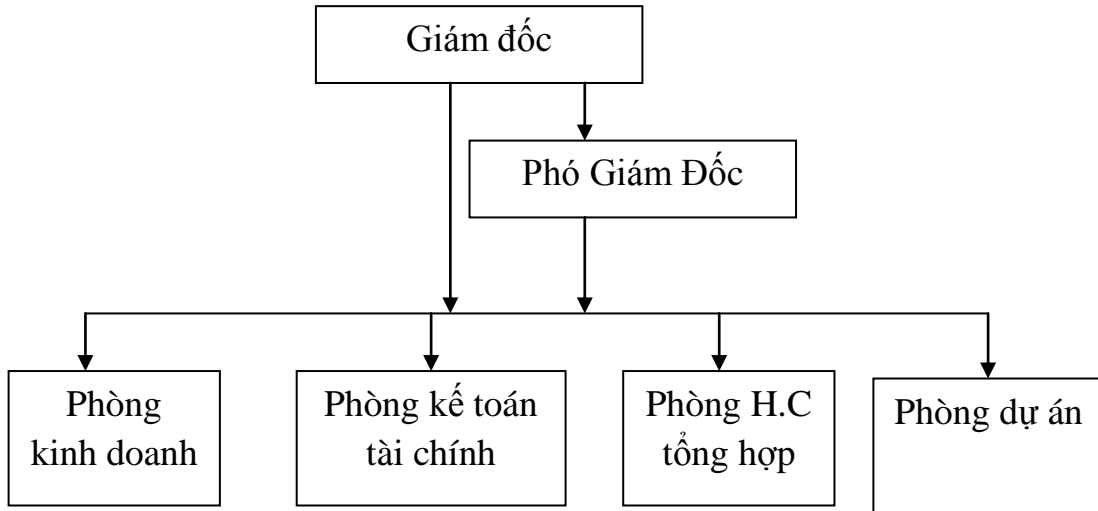 Giám đốc
Phó Giám Đốc
Phòng
kinh doanh
Phòng kế toán
tài chính
Phòng H.C
tổng hợp
Phòng dự án